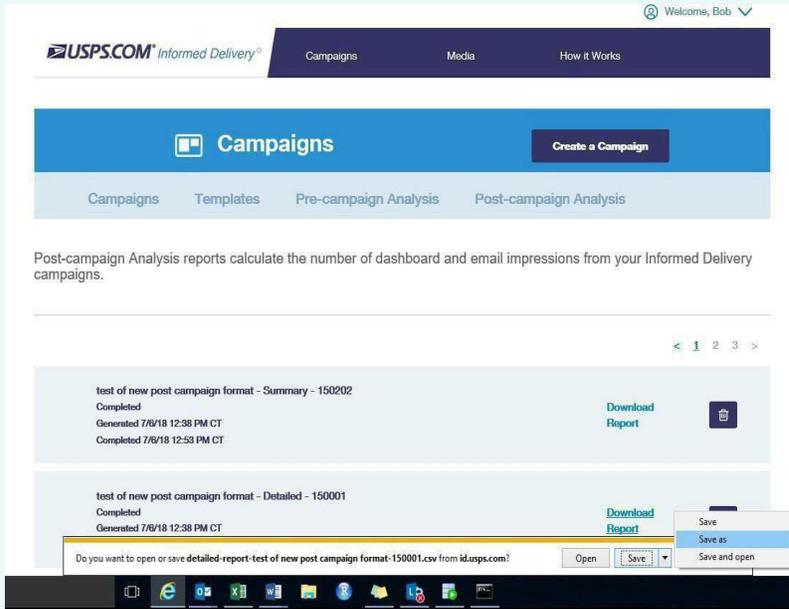 Welcome, Bob
USPS.COM® Informed Delivery®
Campaigns Media How it Works
Campaigns
Create a Campaign
Campaigns Templates Pre-campaign Analysis Post-campaign Analysis
Post-campaign Analysis reports calculate the number of dashboard and email impressions from your Informed Delivery
campaigns.
< 1 2 3 >
test of new post campaign format - Summary - 150202
Completed
Generated 7/6/18 12:38 PM CT
Completed 7/6/18 12:53 PM CT
Download
Report
test of new post campaign format - Detailed - 150001
Completed
Generated 7/6/18 12:38 PM CT
Download
Report
Save
Save as
Save and open
Do you want to open or save detailed-report-test of new post campaign format-150001.csv from id.usps.com?
Open
Save